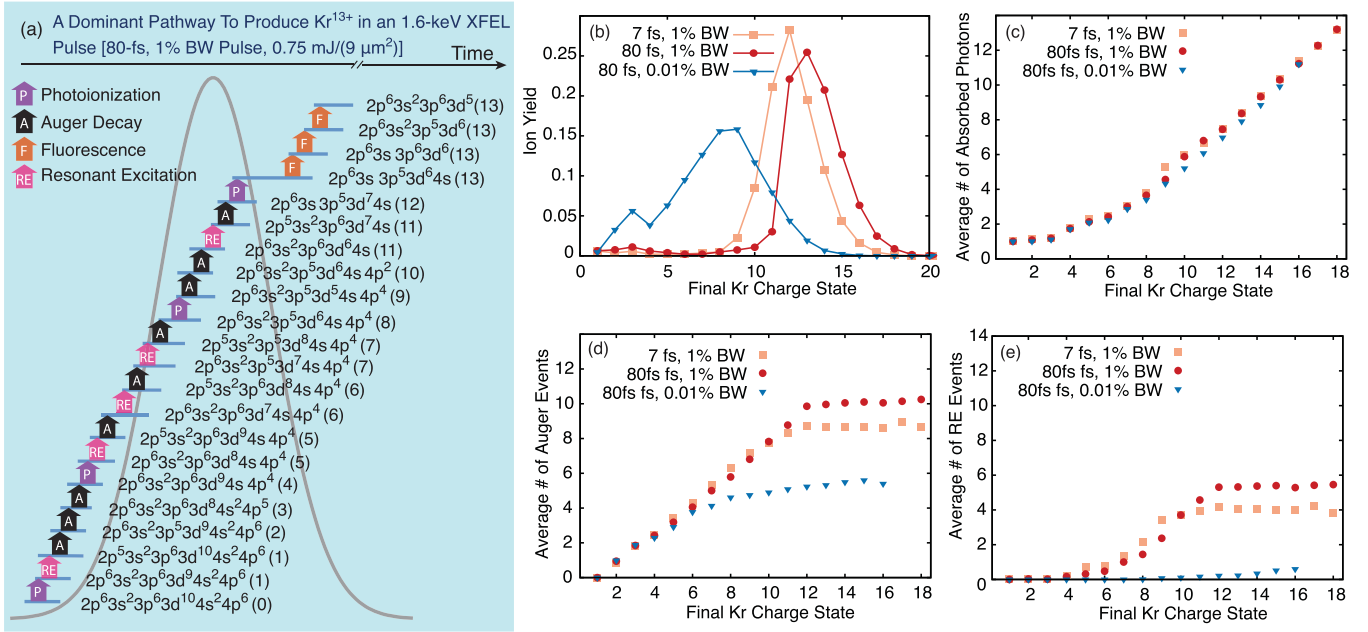 (a) A Dominant Pathway To Produce Kr¹³⁺ in an 1.6-keV XFEL
Pulse [80-fs, 1% BW Pulse, 0.75 mJ/(9 μm²)]
Time
P Photoionization
A Auger Decay
F Fluorescence
RE Resonant Excitation
F 2p⁶3s²3p⁶3d⁵(13)
F 2p⁶3s²3p⁵3d⁶(13)
F 2p⁶3s 3p⁶3d⁶(13)
2p⁶3s 3p⁵3d⁶4s (13)
P 2p⁶3s 3p⁵3d⁷4s (12)
A 2p⁵3s²3p⁶3d⁷4s (11)
RE 2p⁶3s²3p⁶3d⁶4s (11)
A 2p⁶3s²3p⁵3d⁶4s 4p² (10)
A 2p⁶3s²3p⁵3d⁵4s 4p⁴ (9)
P 2p⁶3s²3p⁵3d⁶4s 4p⁴ (8)
A 2p⁵3s²3p⁵3d⁸4s 4p⁴ (7)
RE 2p⁶3s²3p⁵3d⁷4s 4p⁴ (7)
A 2p⁵3s²3p⁶3d⁸4s 4p⁴ (6)
RE 2p⁶3s²3p⁶3d⁷4s 4p⁴ (6)
A 2p⁵3s²3p⁶3d⁹4s 4p⁴ (5)
RE 2p⁶3s²3p⁶3d⁸4s 4p⁴ (5)
P 2p⁶3s²3p⁶3d⁹4s 4p⁴ (4)
A 2p⁶3s²3p⁶3d⁸4s²4p⁵ (3)
A 2p⁶3s²3p⁵3d⁹4s²4p⁶ (2)
A 2p⁵3s²3p⁶3d¹⁰4s²4p⁶ (1)
RE 2p⁶3s²3p⁶3d⁹4s²4p⁶ (1)
P 2p⁶3s²3p⁶3d¹⁰4s²4p⁶ (0)
(b)
7 fs, 1% BW
80 fs, 1% BW
80 fs, 0.01% BW
Ion Yield
0.25
0.2
0.15
0.1
0.05
0
0 5 10 15 20
Final Kr Charge State
(c)
7 fs, 1% BW
80fs fs, 1% BW
80fs fs, 0.01% BW
Average # of Absorbed Photons
12
10
8
6
4
2
0
2 4 6 8 10 12 14 16 18
Final Kr Charge State
(d)
7 fs, 1% BW
80fs fs, 1% BW
80fs fs, 0.01% BW
Average # of Auger Events
12
10
8
6
4
2
0
2 4 6 8 10 12 14 16 18
Final Kr Charge State
(e)
7 fs, 1% BW
80fs fs, 1% BW
80fs fs, 0.01% BW
Average # of RE Events
14
12
10
8
6
4
2
0
2 4 6 8 10 12 14 16 18
Final Kr Charge State